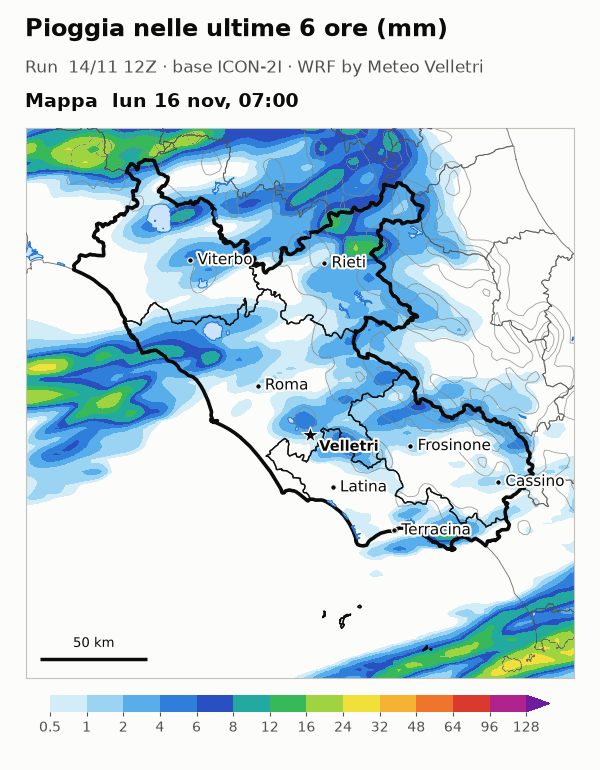 Pioggia nelle ultime 6 ore (mm)
Run 14/11 12Z · base ICON-2I · WRF by Meteo Velletri
Mappa lun 16 nov, 07:00
Viterbo
Rieti
Roma
Velletri
Frosinone
Cassino
Latina
Terracina
50 km
0.5 1 2 4 6 8 12 16 24 32 48 64 96 128